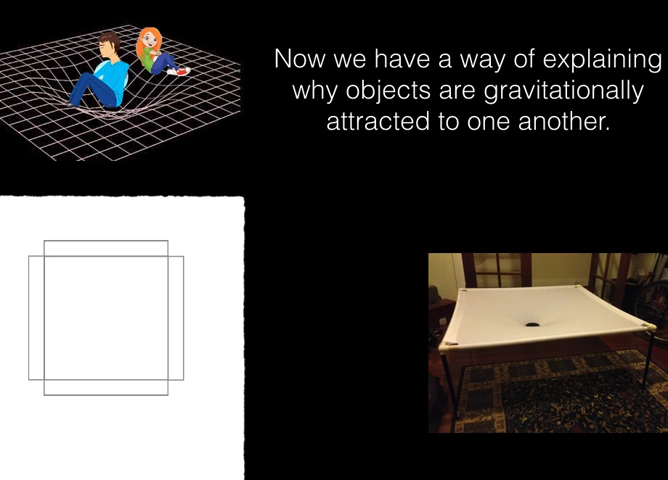 Now we have a way of explaining
why objects are gravitationally
attracted to one another.